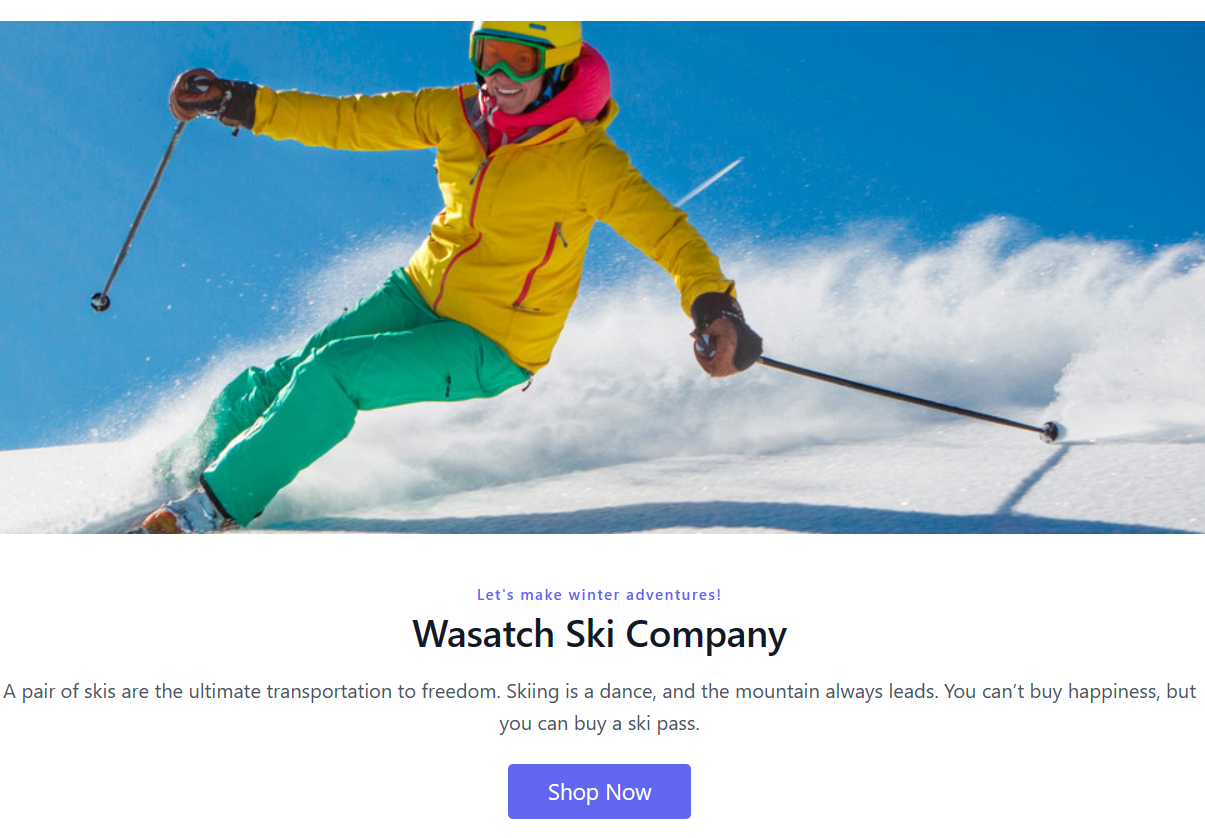 Let's make winter adventures!
Wasatch Ski Company
A pair of skis are the ultimate transportation to freedom. Skiing is a dance, and the mountain always leads. You can’t buy happiness, but
you can buy a ski pass.
Shop Now